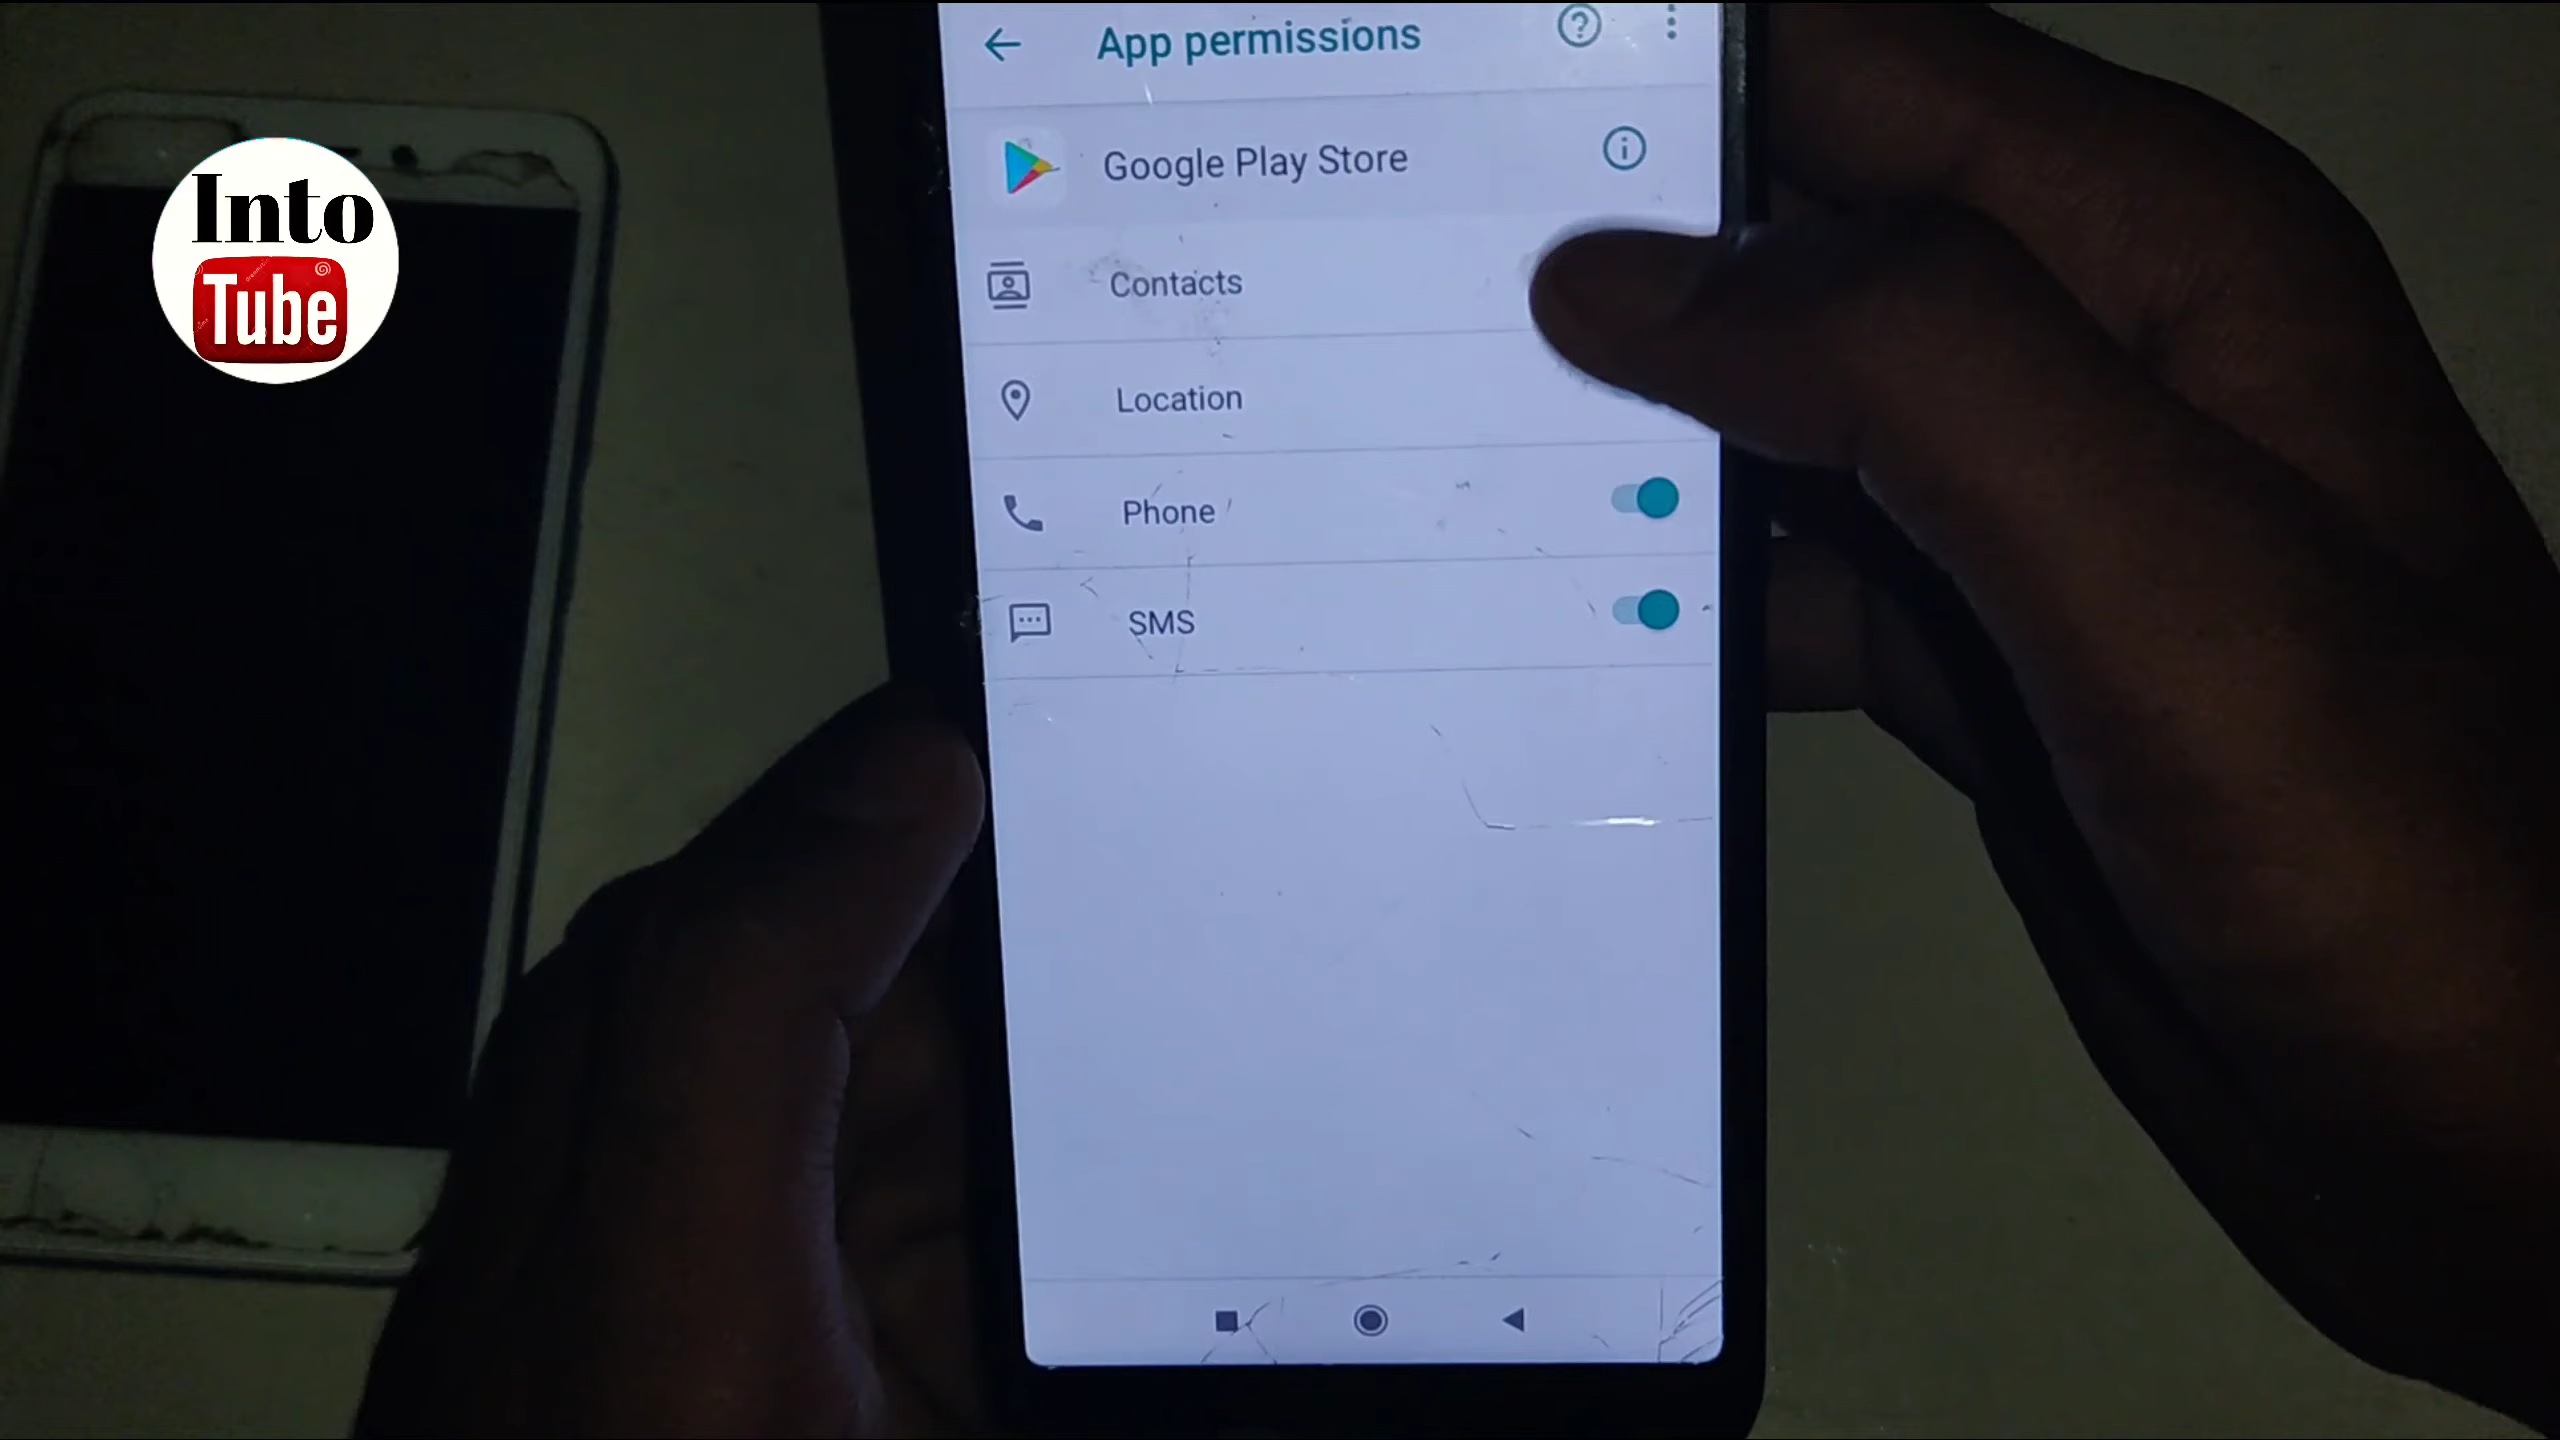 App permissions
Google Play Store
Contacts
Location
Phone
SMS
Into
Tube